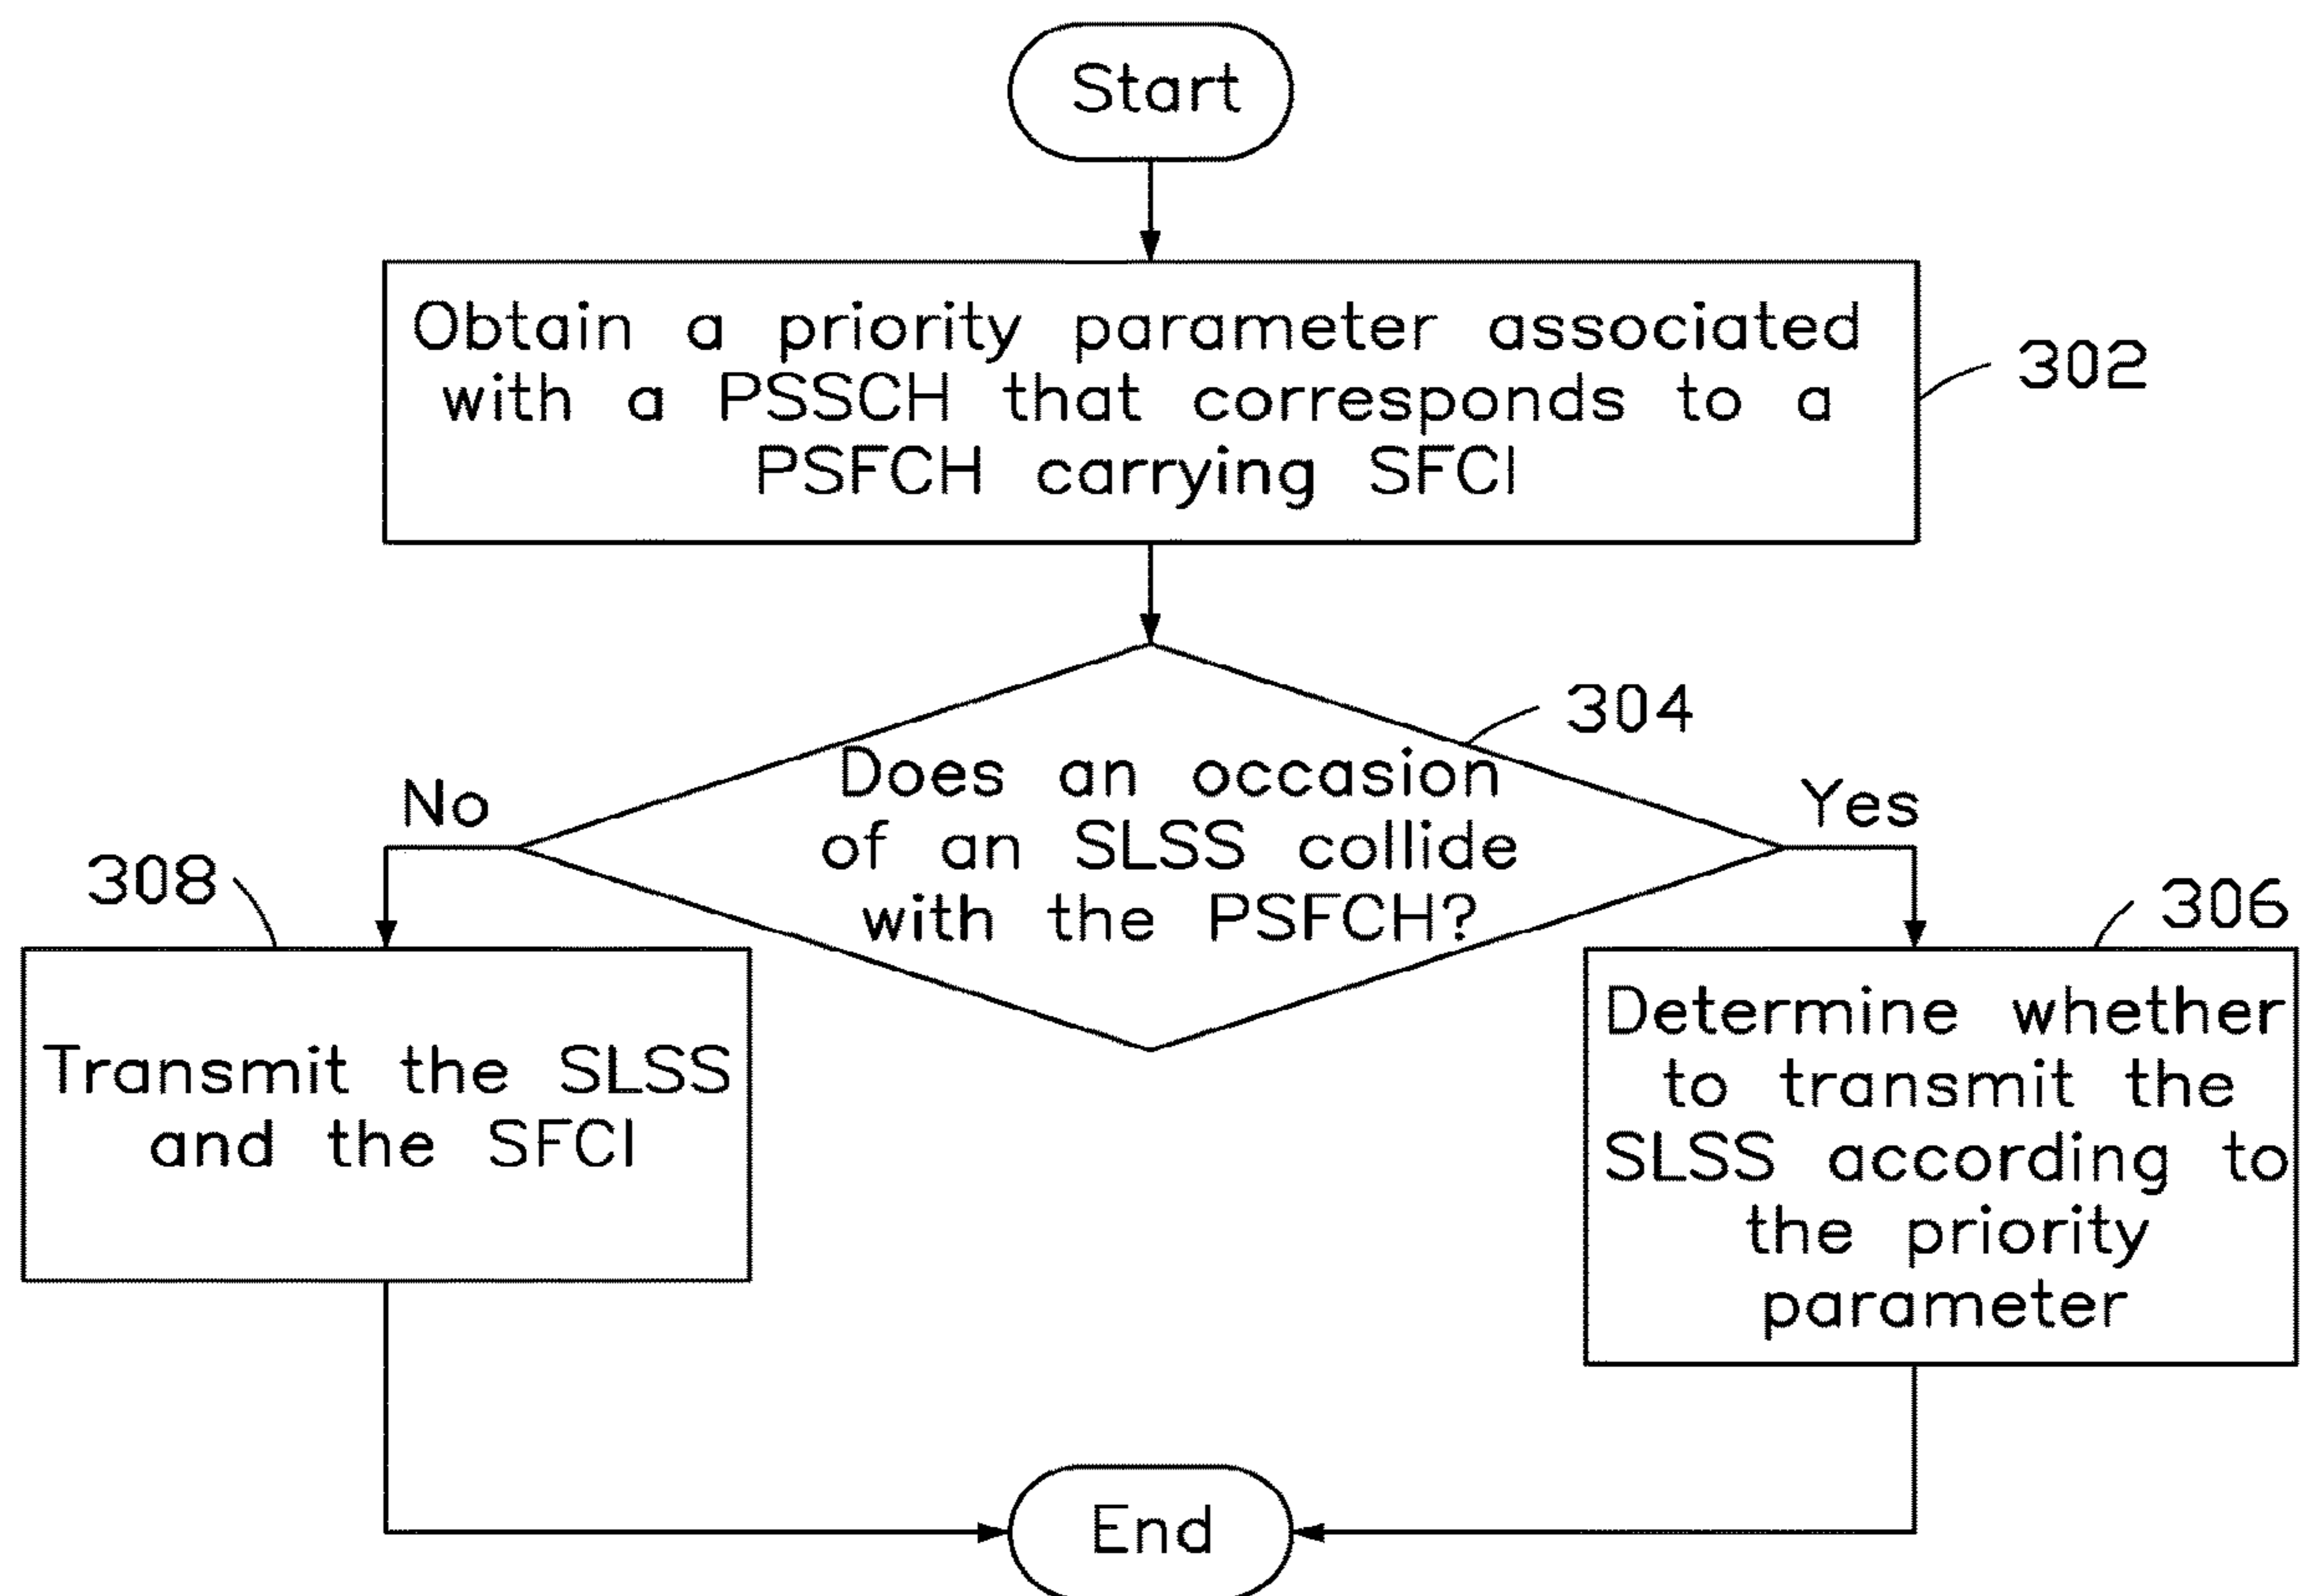 Start
Obtain a priority parameter associated
with a PSSCH that corresponds to a
PSFCH carrying SFCI
302
304
Does an occasion
of an SLSS collide
with the PSFCH?
No
Yes
308
306
Transmit the SLSS
and the SFCI
Determine whether
to transmit the
SLSS according to
the priority
parameter
End